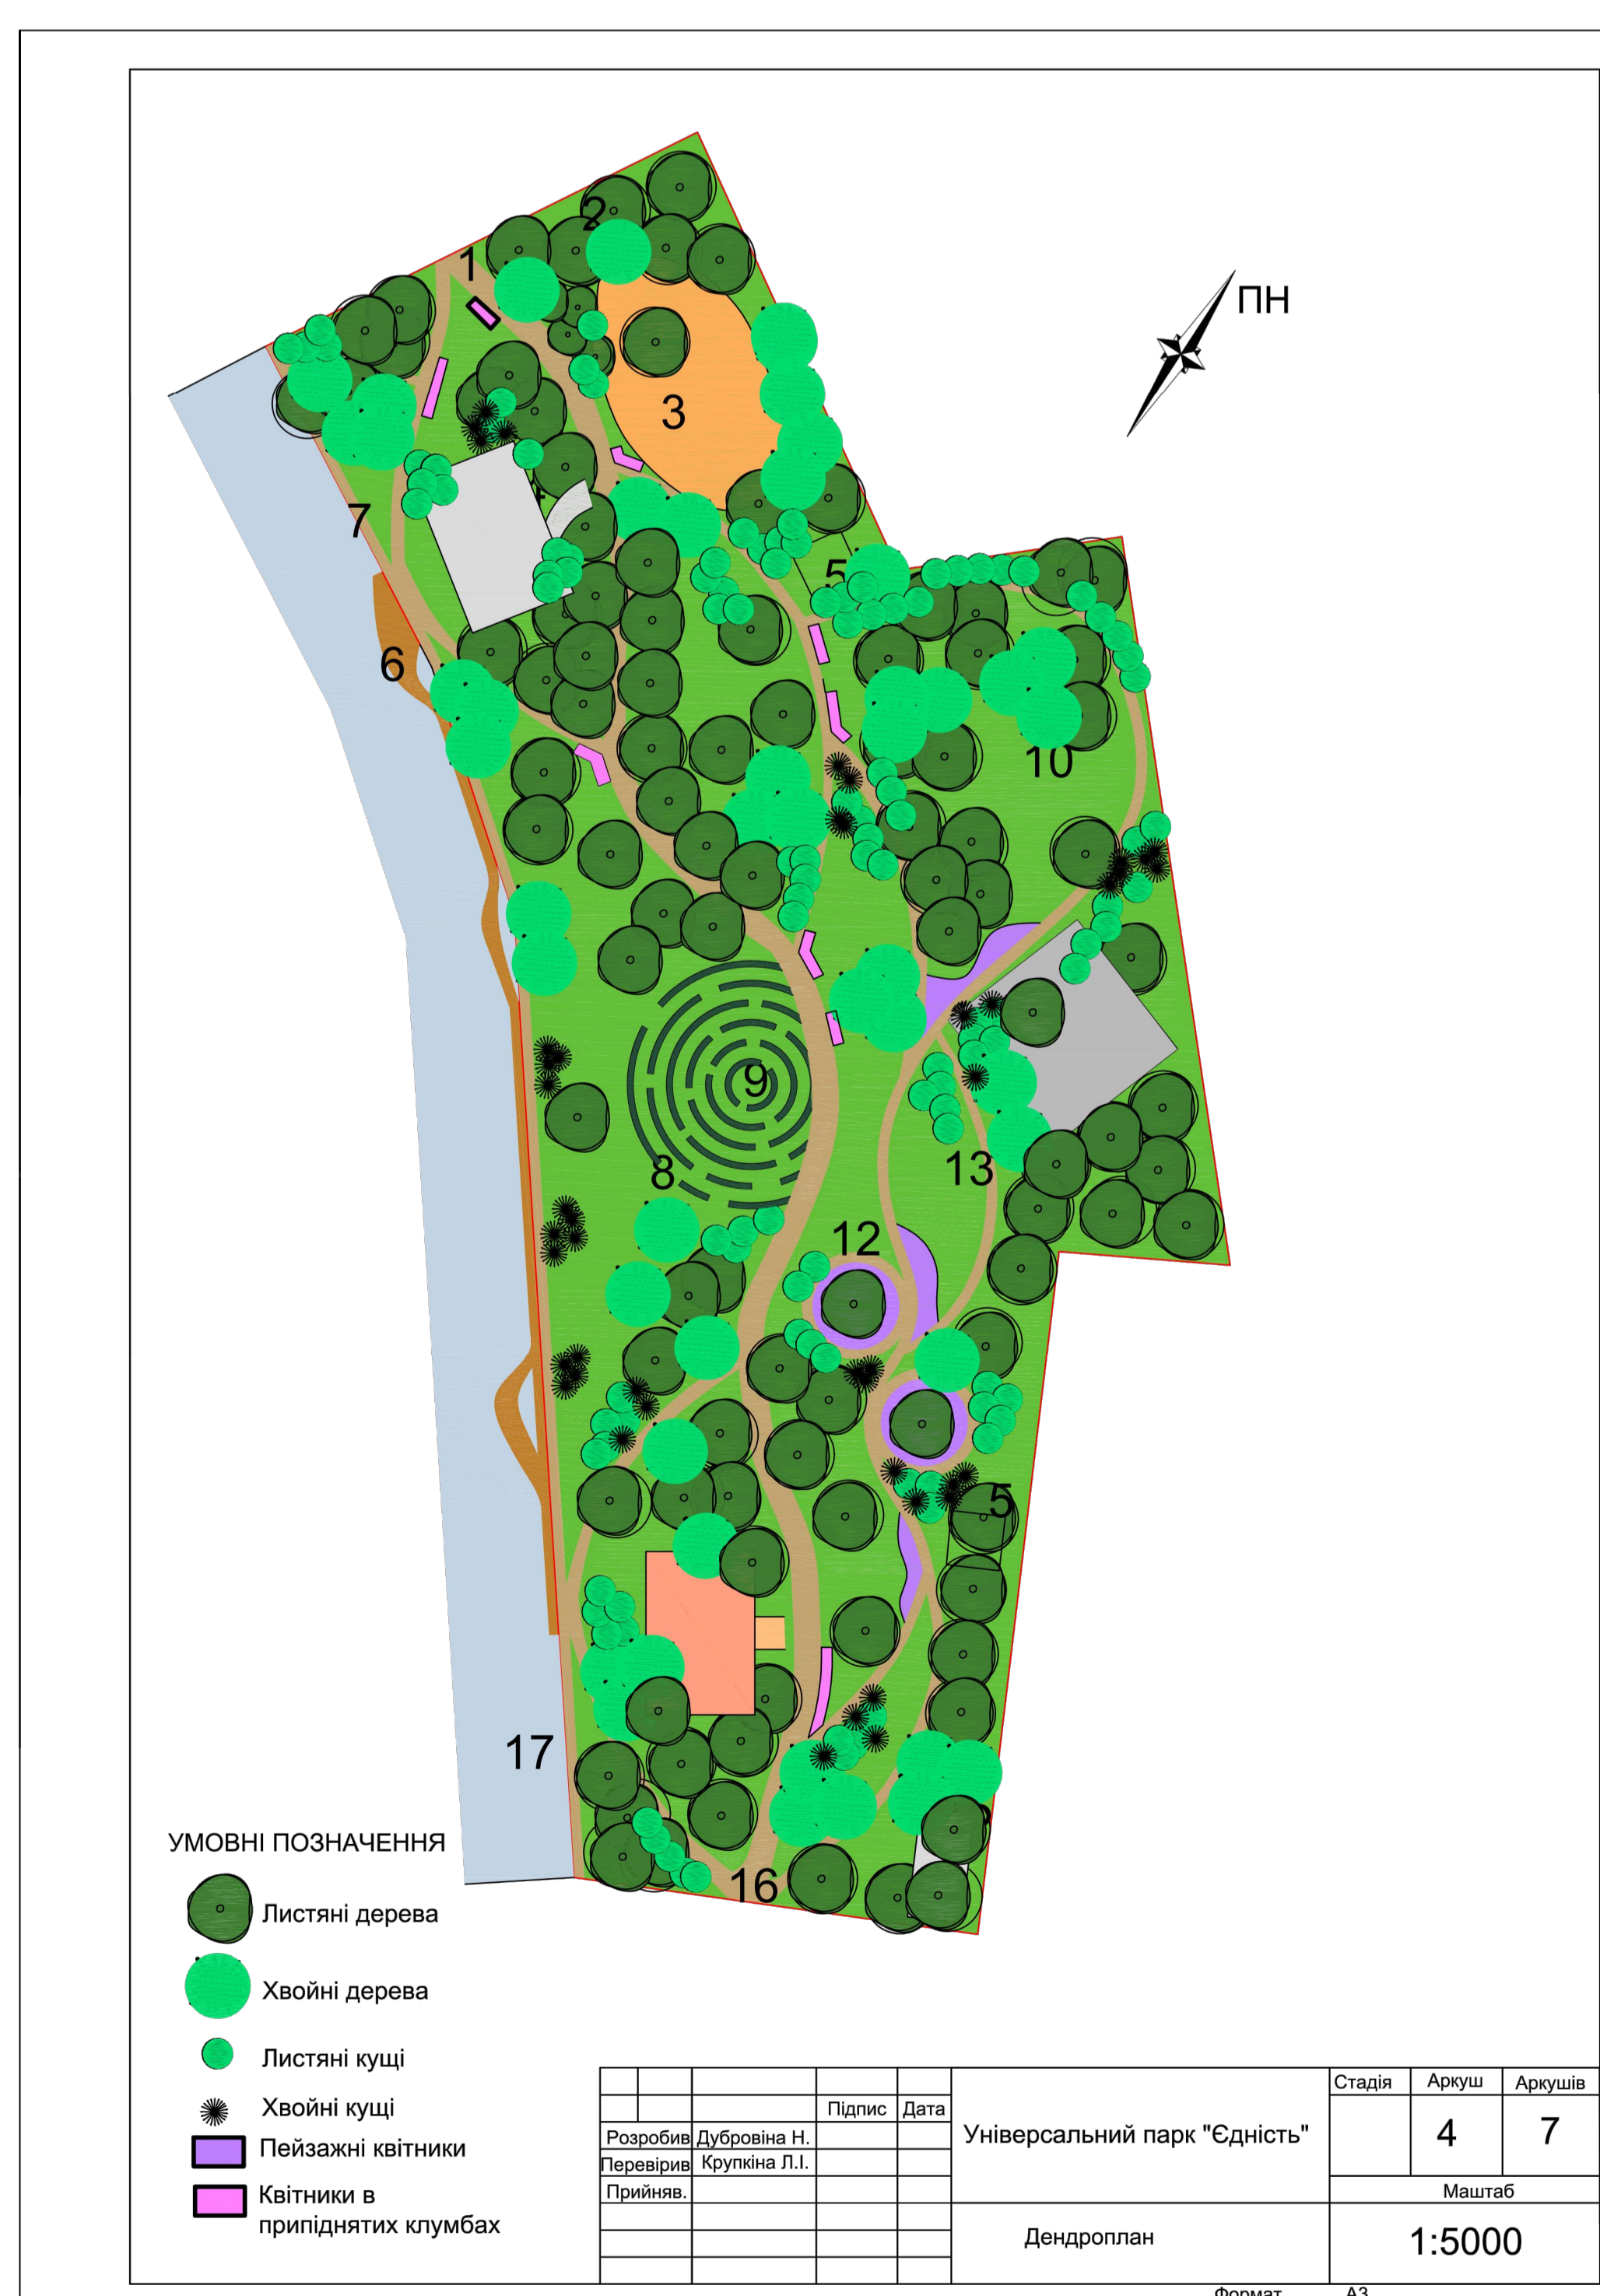 2
1
ПН
3
7
5
6
10
9
8
13
12
5
17
16
УМОВНІ ПОЗНАЧЕННЯ
Листяні дерева
Хвойні дерева
Листяні кущі
Хвойні кущі
Пейзажні квітники
Квітники в
припіднятих клумбах
Підпис Дата
Розробив Дубровіна Н.
Перевірив Крупкіна Л.І.
Прийняв.
Універсальний парк "Єдність"
Стадія Аркуш Аркушів
4 7
Маштаб
Дендроплан
1:5000
Формат А3